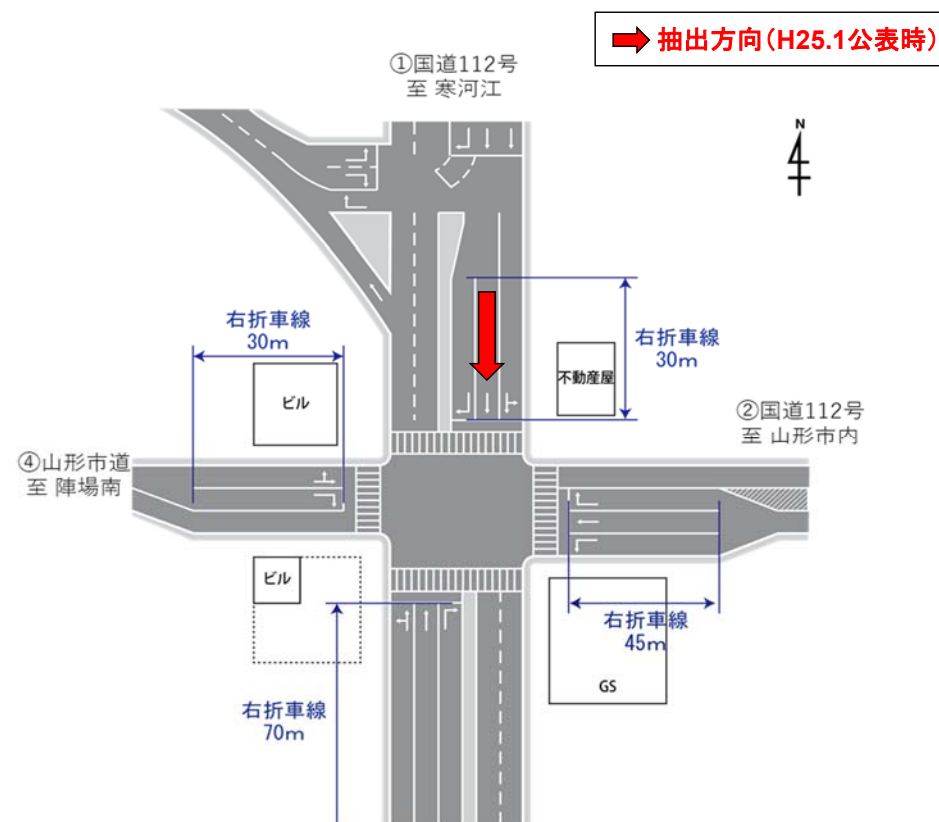 抽出方向(H25.1公表時)
①国道112号
至 寒河江
N
右折車線
30m
右折車線
30m
不動産屋
ビル
②国道112号
至 山形市内
④山形市道
至 陣場南
ビル
右折車線
45m
GS
右折車線
70m